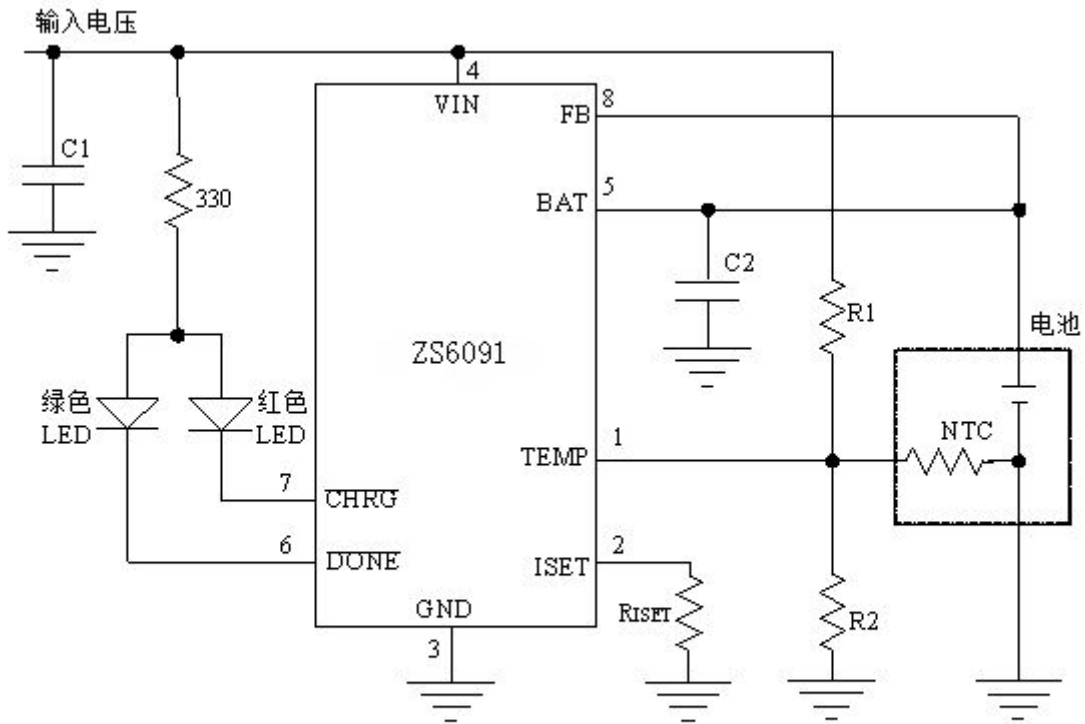 输入电压
C1
330
4
VIN
8
FB
5
BAT
C2
R1
电池
ZS6091
绿色
LED
红色
LED
NTC
1
TEMP
7
CHRG
6
DONE
2
ISET
RISET
R2
GND
3